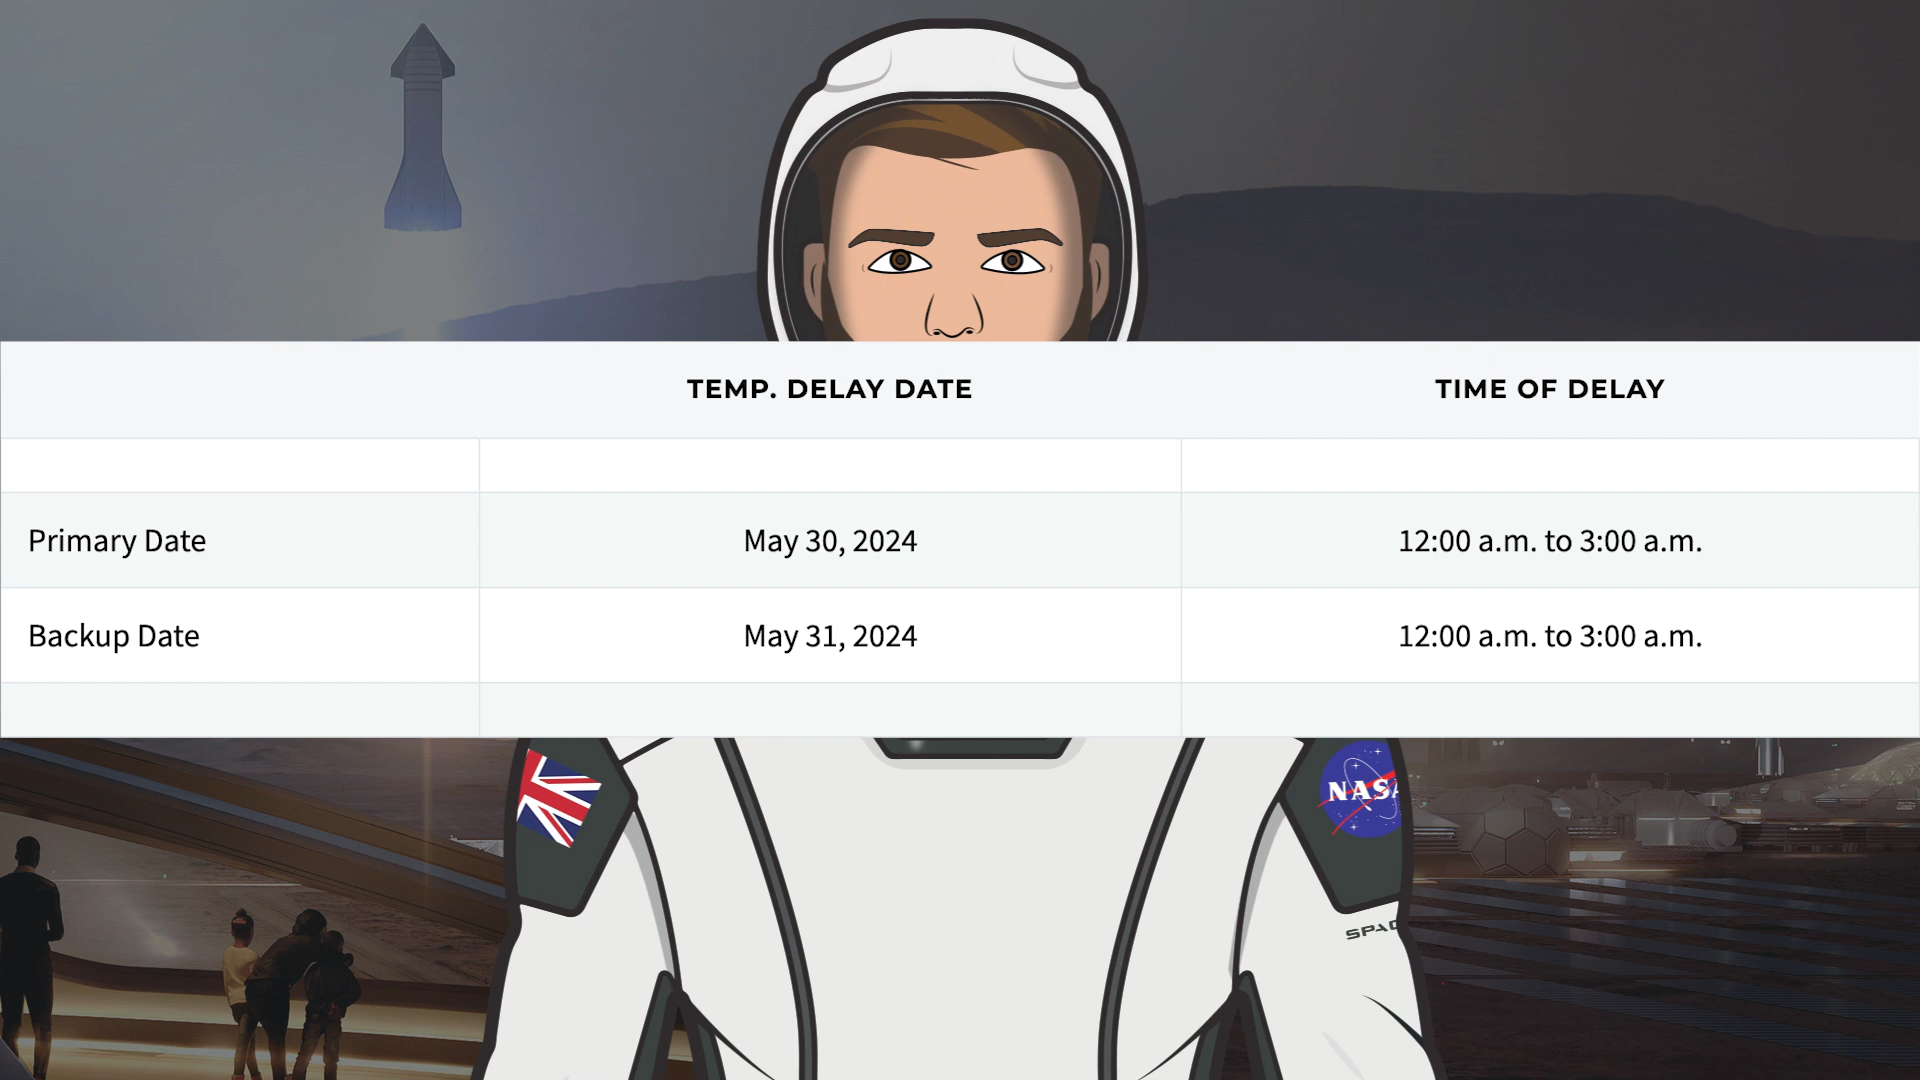 TEMP. DELAY DATE TIME OF DELAY
Primary Date May 30, 2024 12:00 a.m. to 3:00 a.m.
Backup Date May 31, 2024 12:00 a.m. to 3:00 a.m.
NASA
SPAC